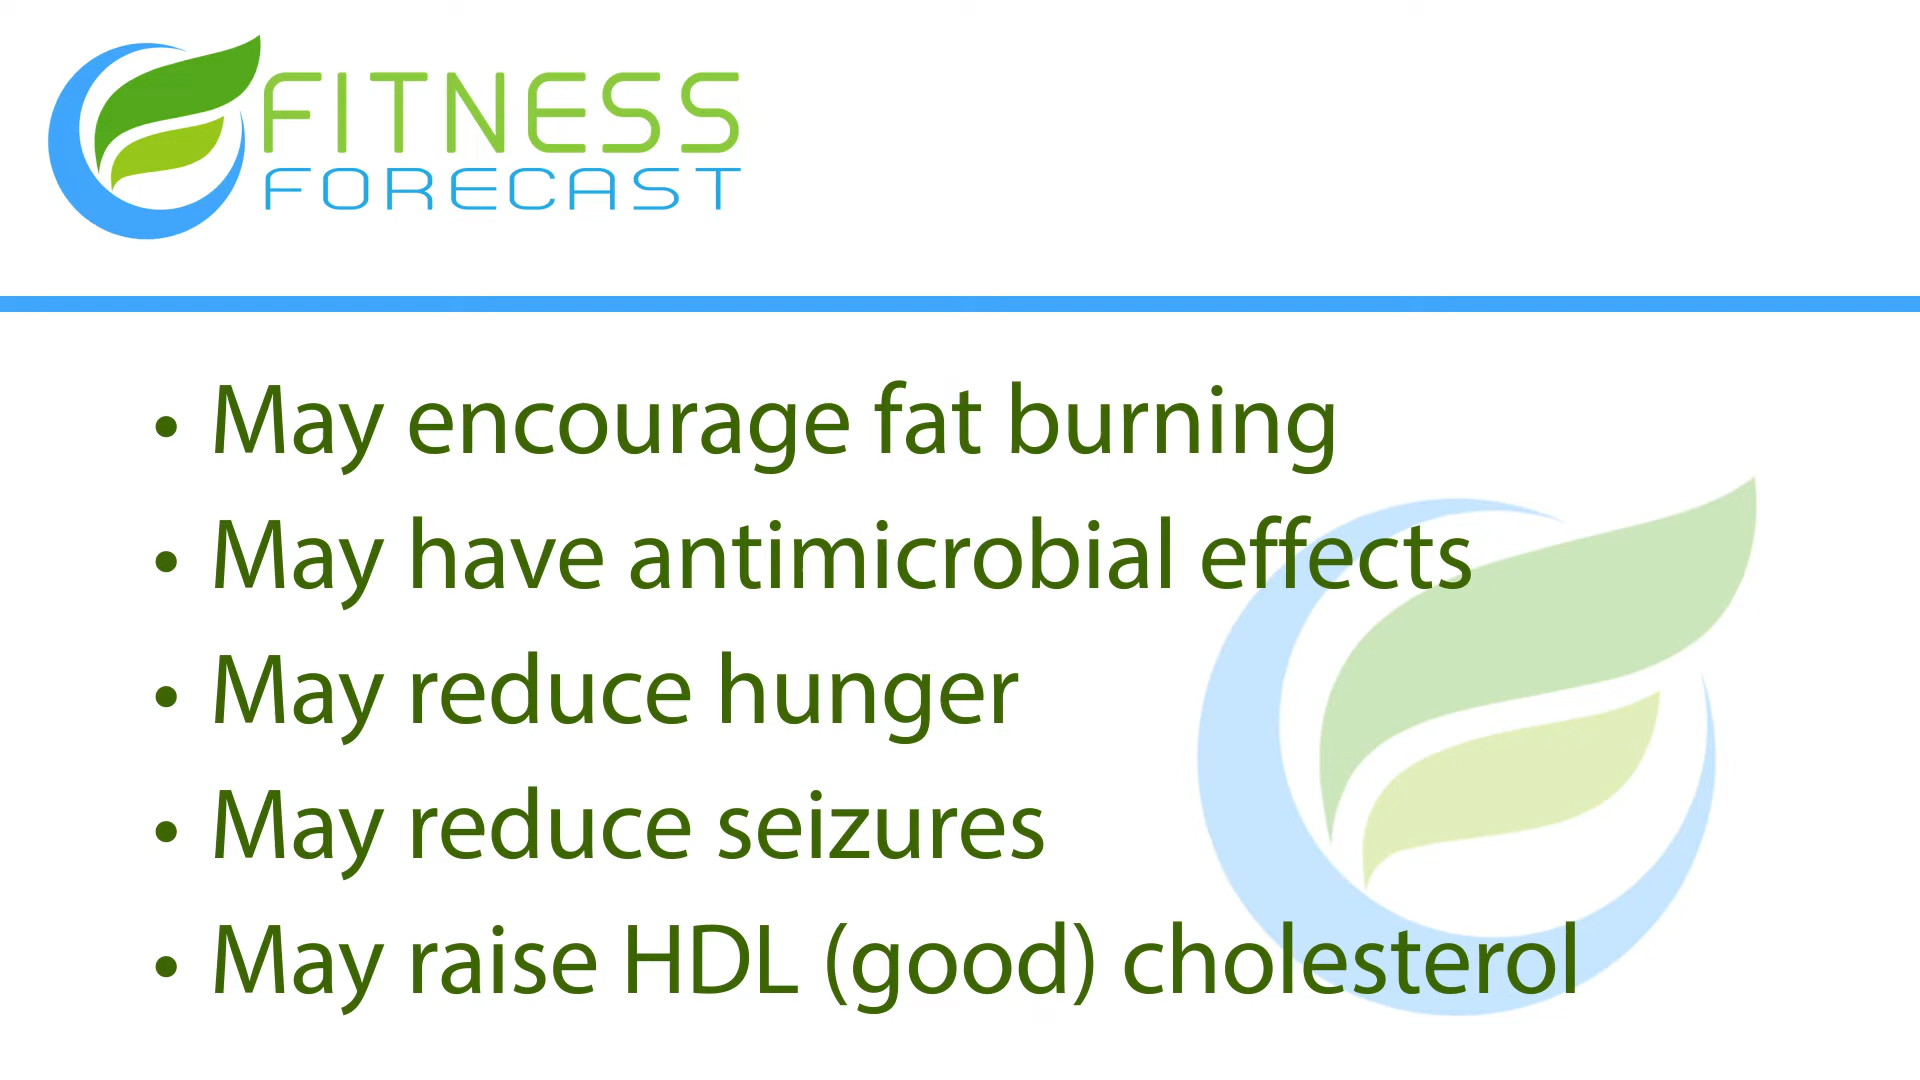 FITNESS
FORECAST
• May encourage fat burning
• May have antimicrobial effects
• May reduce hunger
• May reduce seizures
• May raise HDL (good) cholesterol